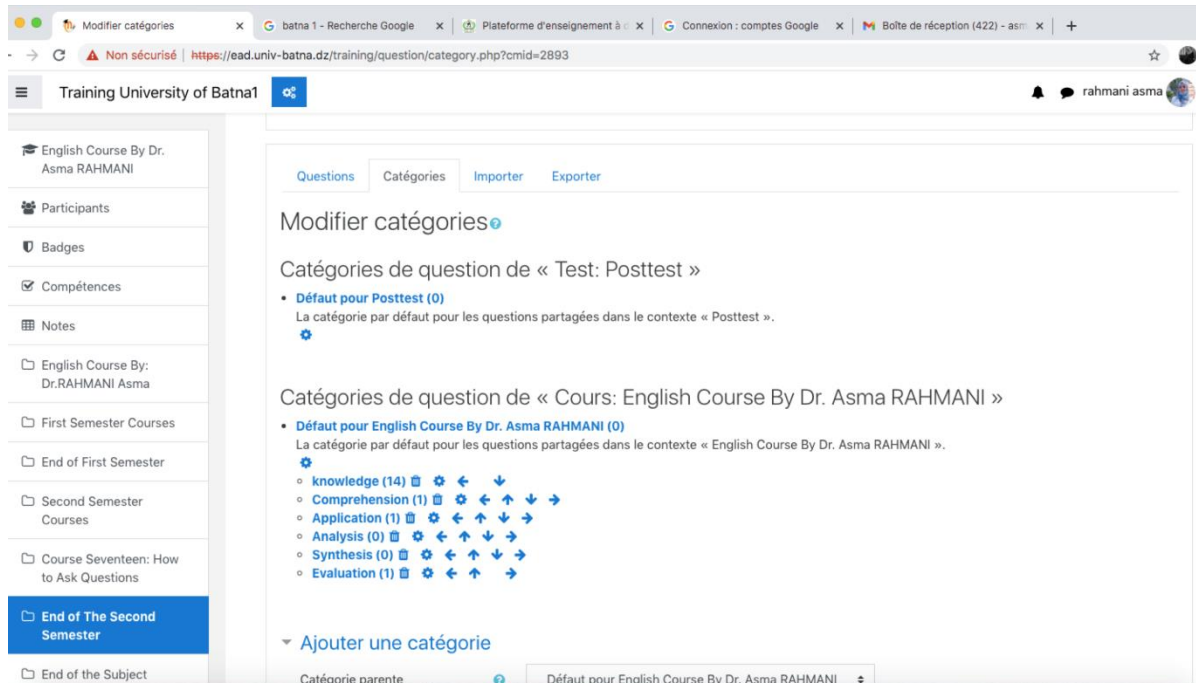 Modifier catégories
batna 1 - Recherche Google
Plateforme d'enseignement à
Connexion : comptes Google
Boîte de réception (422) - asm
Non sécurisé | https://ead.univ-batna.dz/training/question/category.php?cmid=2893
Training University of Batna1
rahmani asma
English Course By Dr.
Asma RAHMANI
Participants
Badges
Compétences
Notes
English Course By:
Dr.RAHMANI Asma
First Semester Courses
End of First Semester
Second Semester
Courses
Course Seventeen: How
to Ask Questions
End of The Second
Semester
End of the Subject
Questions
Catégories
Importer
Exporter
Modifier catégories
Catégories de question de « Test: Posttest »
Défaut pour Posttest (0)
La catégorie par défaut pour les questions partagées dans le contexte « Posttest ».
Catégories de question de « Cours: English Course By Dr. Asma RAHMANI »
Défaut pour English Course By Dr. Asma RAHMANI (0)
La catégorie par défaut pour les questions partagées dans le contexte « English Course By Dr. Asma RAHMANI ».
knowledge (14)
Comprehension (1)
Application (1)
Analysis (0)
Synthesis (0)
Evaluation (1)
Ajouter une catégorie
Catégorie parente
Défaut pour English Course By Dr. Asma RAHMANI